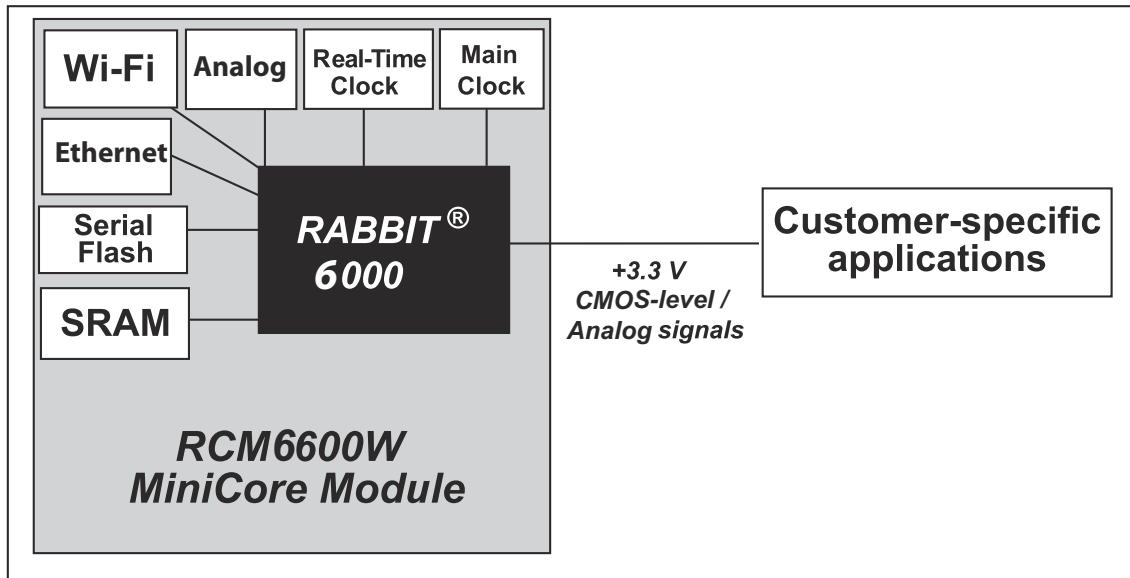 Wi-Fi
Analog
Real-Time
Clock
Main
Clock
Ethernet
Serial
Flash
SRAM
RABBIT ®
6000
+3.3 V
CMOS-level /
Analog signals
Customer-specific
applications
RCM6600W
MiniCore Module